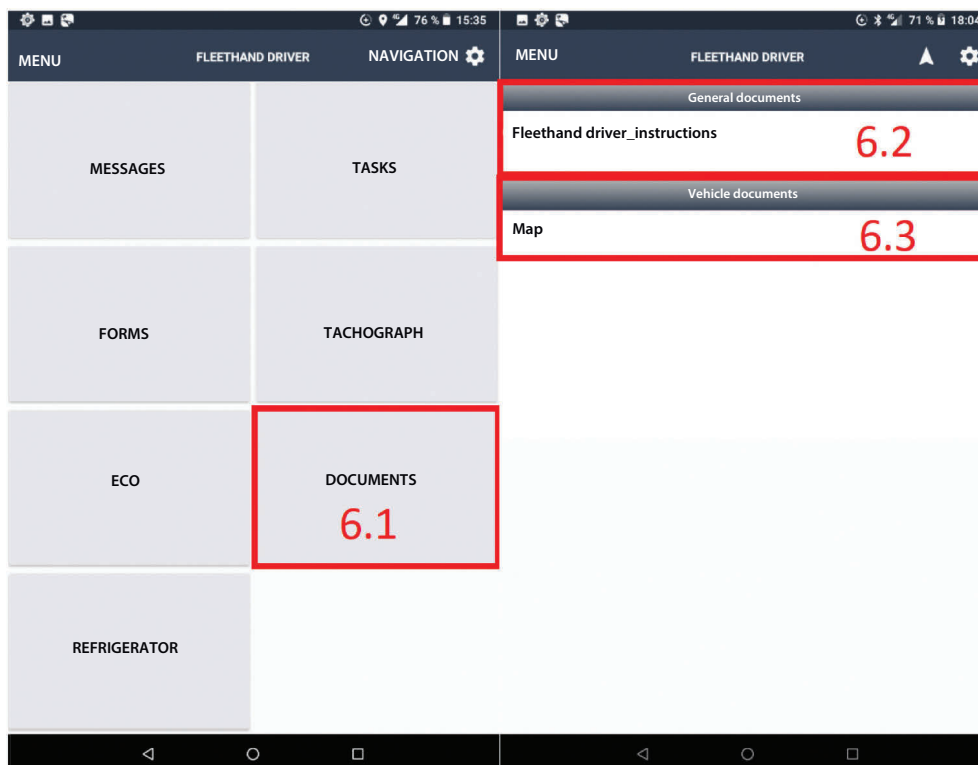 76 % 15:35
MENU FLEETHAND DRIVER NAVIGATION
MESSAGES TASKS
FORMS TACHOGRAPH
ECO DOCUMENTS
6.1
REFRIGERATOR
71 % 18:04
MENU FLEETHAND DRIVER
General documents
Fleethand driver_instructions 6.2
Vehicle documents
Map 6.3